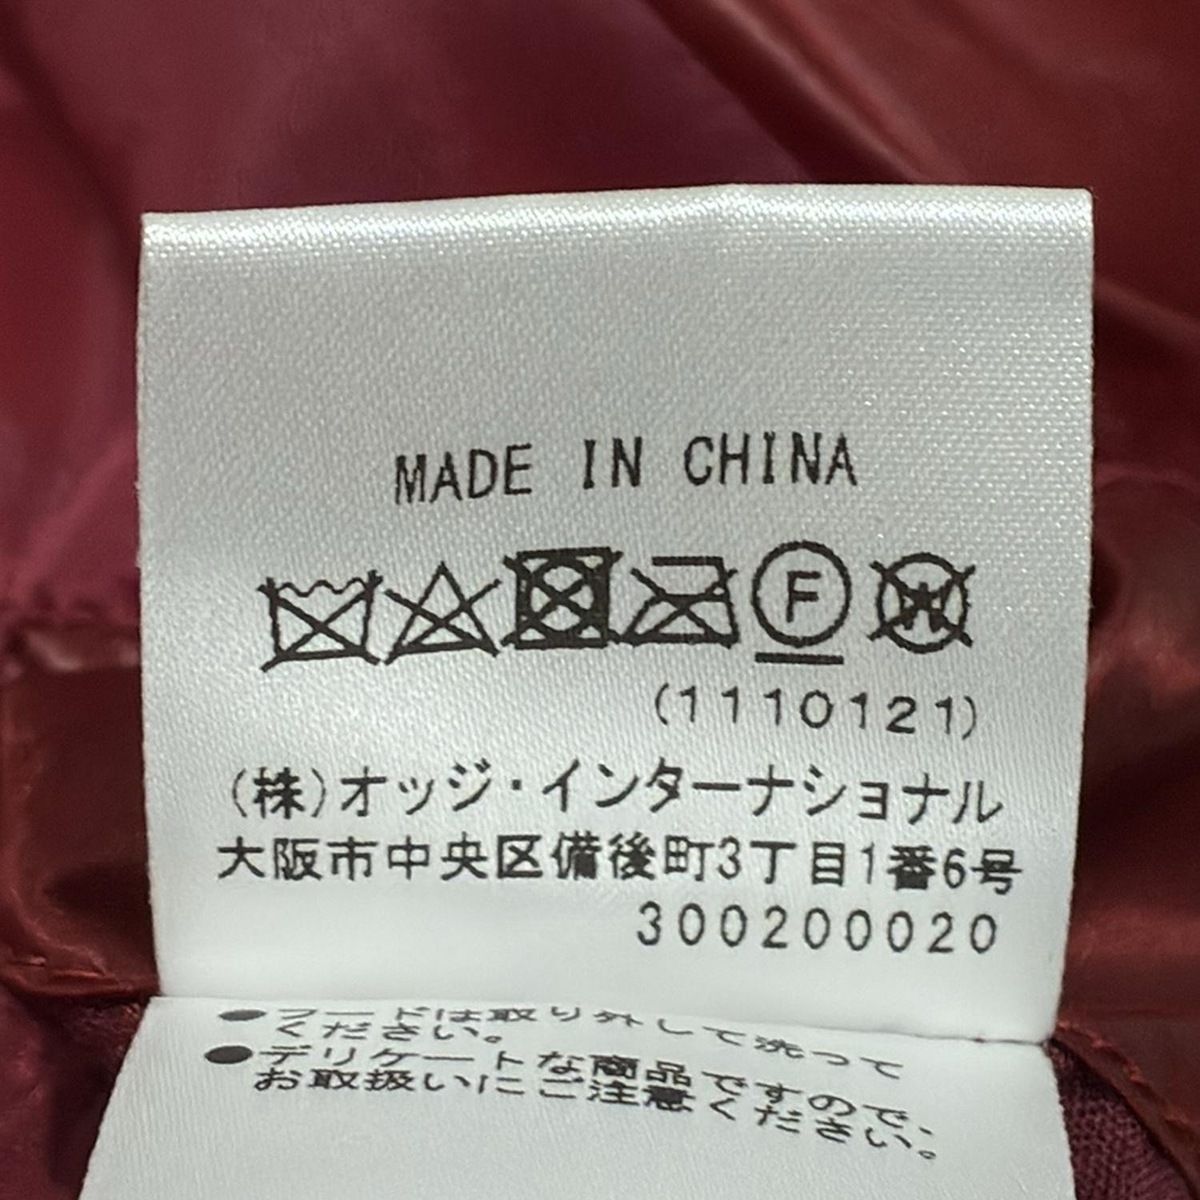 MADE IN CHINA
F
W
(1110121)
(株)オッジ・インターナショナル
大阪市中央区備後町3丁目1番6号
300200020
●フードは取り外して洗って
ください。
●デリケートな商品ですので、
お取扱いにご注意ください。